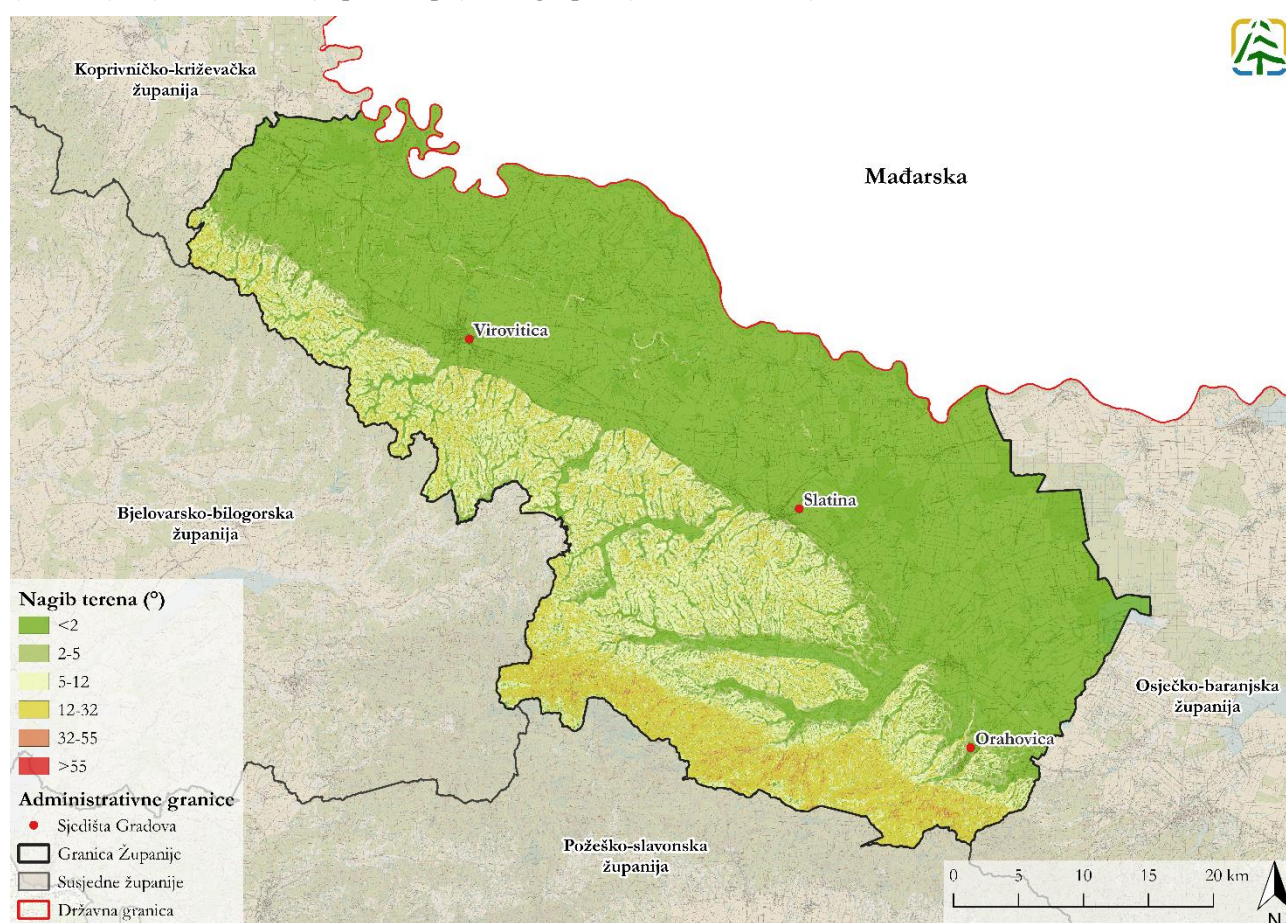 Koprivničko-križevačka
županija
Mađarska
Virovitica
Slatina
Bjelovarsko-bilogorska
županija
Osječko-baranjska
županija
Orahovica
Požeško-slavonska
županija
Nagib terena (°)
<2
2-5
5-12
12-32
32-55
>55
Administrativne granice
Sjedišta Gradova
Granica Županije
Susjedne županije
Državna granica
0 5 10 15 20 km
N